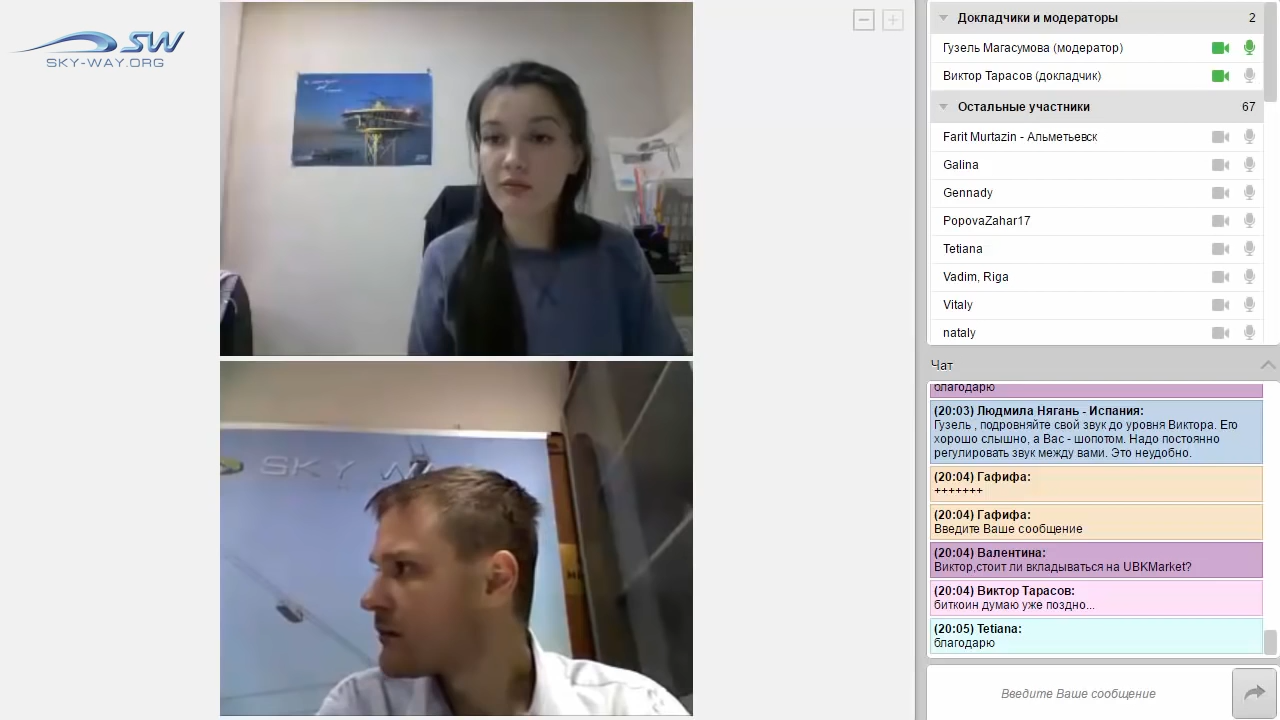 SW
SKY-WAY.ORG
SKY WAY
Докладчики и модераторы 2
Гузель Магасумова (модератор)
Виктор Тарасов (докладчик)
Остальные участники 67
Farit Murtazin - Альметьевск
Galina
Gennady
PopovaZahar17
Tetiana
Vadim, Riga
Vitaly
nataly
Чат
благодарю
(20:03) Людмила Нягань - Испания:
Гузель , подровняйте свой звук до уровня Виктора. Его
хорошо слышно, а Вас - шопотом. Надо постоянно
регулировать звук между вами. Это неудобно.
(20:04) Гафифа:
+++++++
(20:04) Гафифа:
Введите Ваше сообщение
(20:04) Валентина:
Виктор,стоит ли вкладываться на UBKMarket?
(20:04) Виктор Тарасов:
биткоин думаю уже поздно...
(20:05) Tetiana:
благодарю
Введите Ваше сообщение